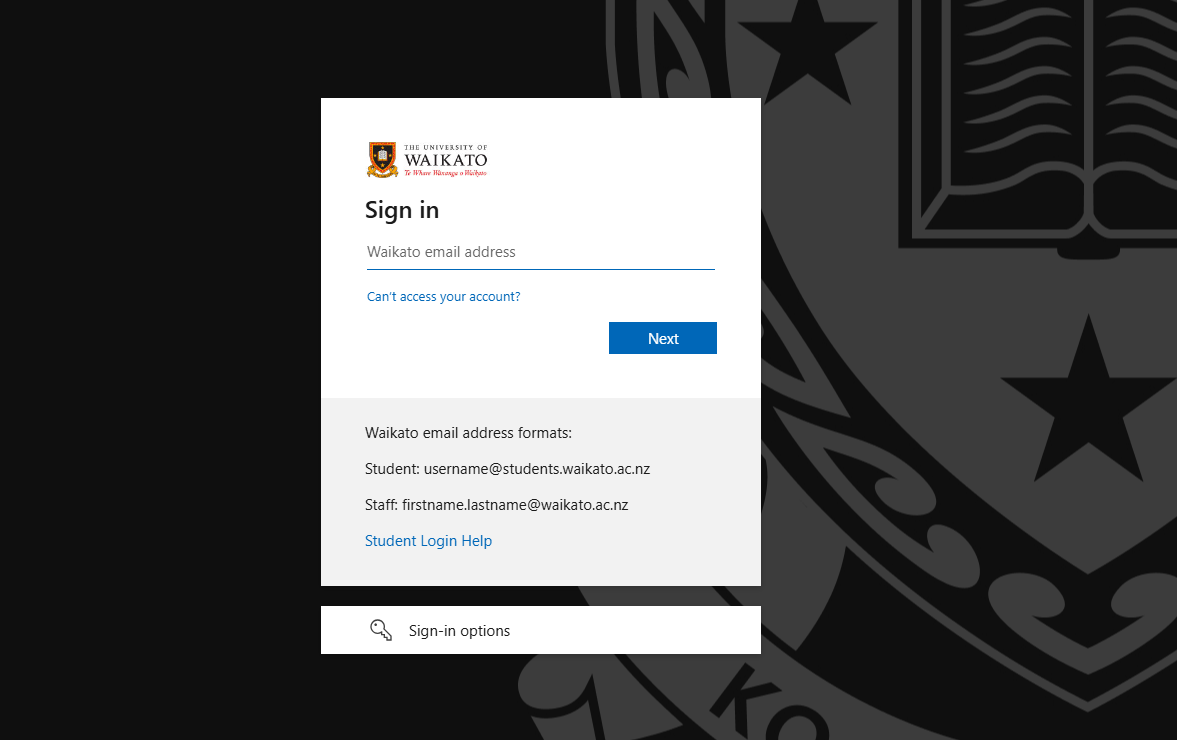 THE UNIVERSITY OF
WAIKATO
Te Whare Wānanga o Waikato
Sign in
Waikato email address
Can't access your account?
Next
Waikato email address formats:
Student: username@students.waikato.ac.nz
Staff: firstname.lastname@waikato.ac.nz
Student Login Help
Sign-in options
KO